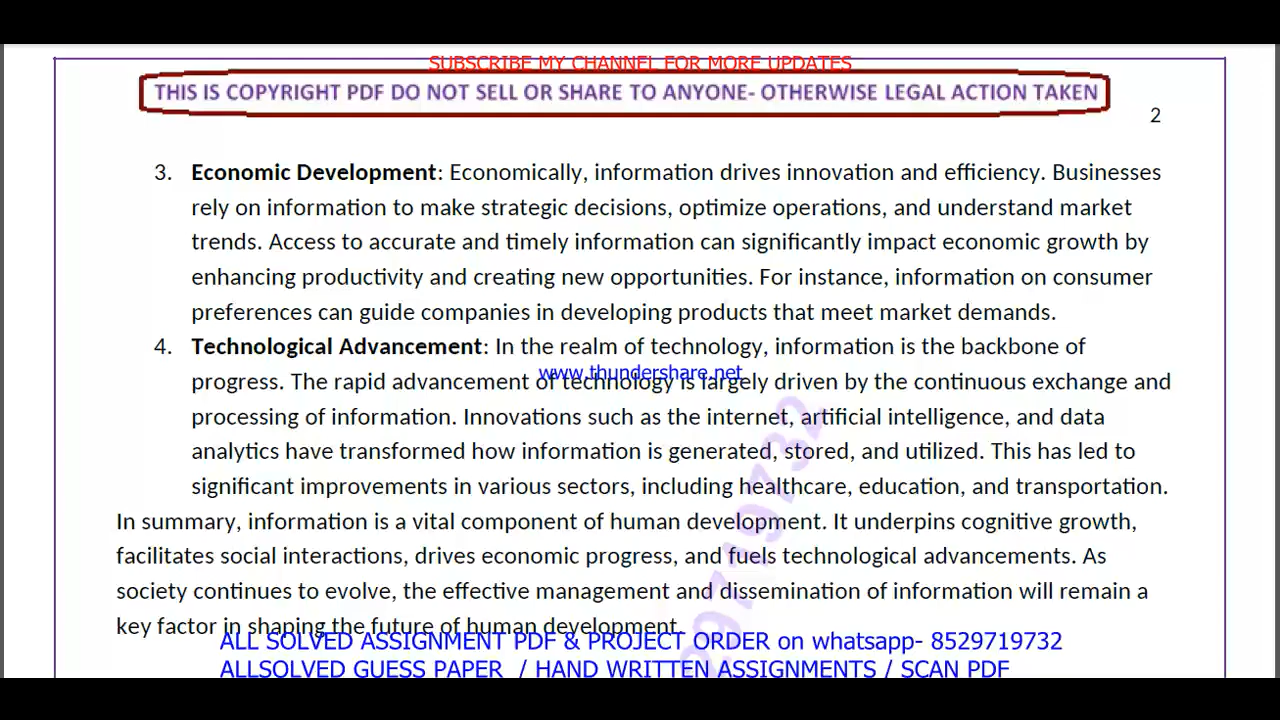 SUBSCRIBE MY CHANNEL FOR MORE UPDATES
THIS IS COPYRIGHT PDF DO NOT SELL OR SHARE TO ANYONE- OTHERWISE LEGAL ACTION TAKEN
2
3. Economic Development: Economically, information drives innovation and efficiency. Businesses
rely on information to make strategic decisions, optimize operations, and understand market
trends. Access to accurate and timely information can significantly impact economic growth by
enhancing productivity and creating new opportunities. For instance, information on consumer
preferences can guide companies in developing products that meet market demands.
4. Technological Advancement: In the realm of technology, information is the backbone of
www.thundershare.net
progress. The rapid advancement of technology is largely driven by the continuous exchange and
processing of information. Innovations such as the internet, artificial intelligence, and data
analytics have transformed how information is generated, stored, and utilized. This has led to
significant improvements in various sectors, including healthcare, education, and transportation.
In summary, information is a vital component of human development. It underpins cognitive growth,
facilitates social interactions, drives economic progress, and fuels technological advancements. As
society continues to evolve, the effective management and dissemination of information will remain a
key factor in shaping the future of human development.
ALL SOLVED ASSIGNMENT PDF & PROJECT ORDER on whatsapp- 8529719732
ALLSOLVED GUESS PAPER / HAND WRITTEN ASSIGNMENTS / SCAN PDF
29719732